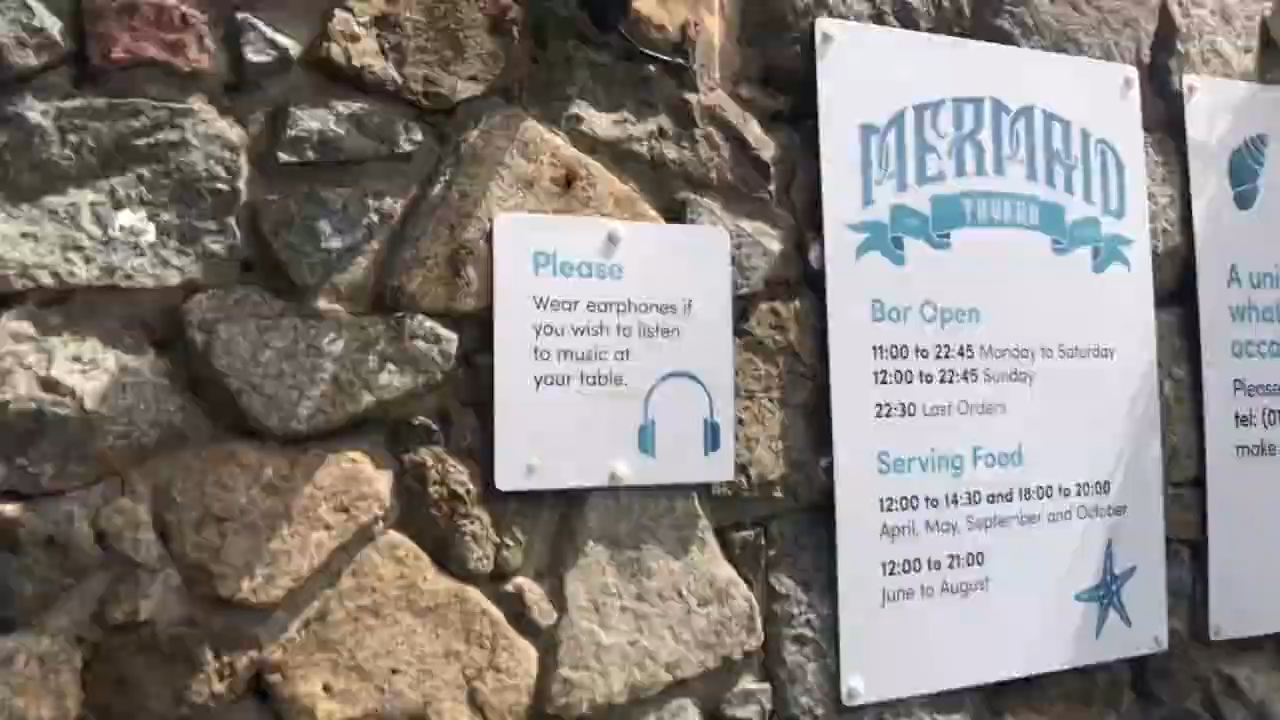 Please
Wear earphones if
you wish to listen
to music at
your table.
MERMAID
TAVERN
Bar Open
11:00 to 22:45 Monday to Saturday
12:00 to 22:45 Sunday
22:30 Last Orders
Serving Food
12:00 to 14:30 and 18:00 to 20:00
April, May, September and October
12:00 to 21:00
June to August
A uni
what
occa
Please
tel: (01
make